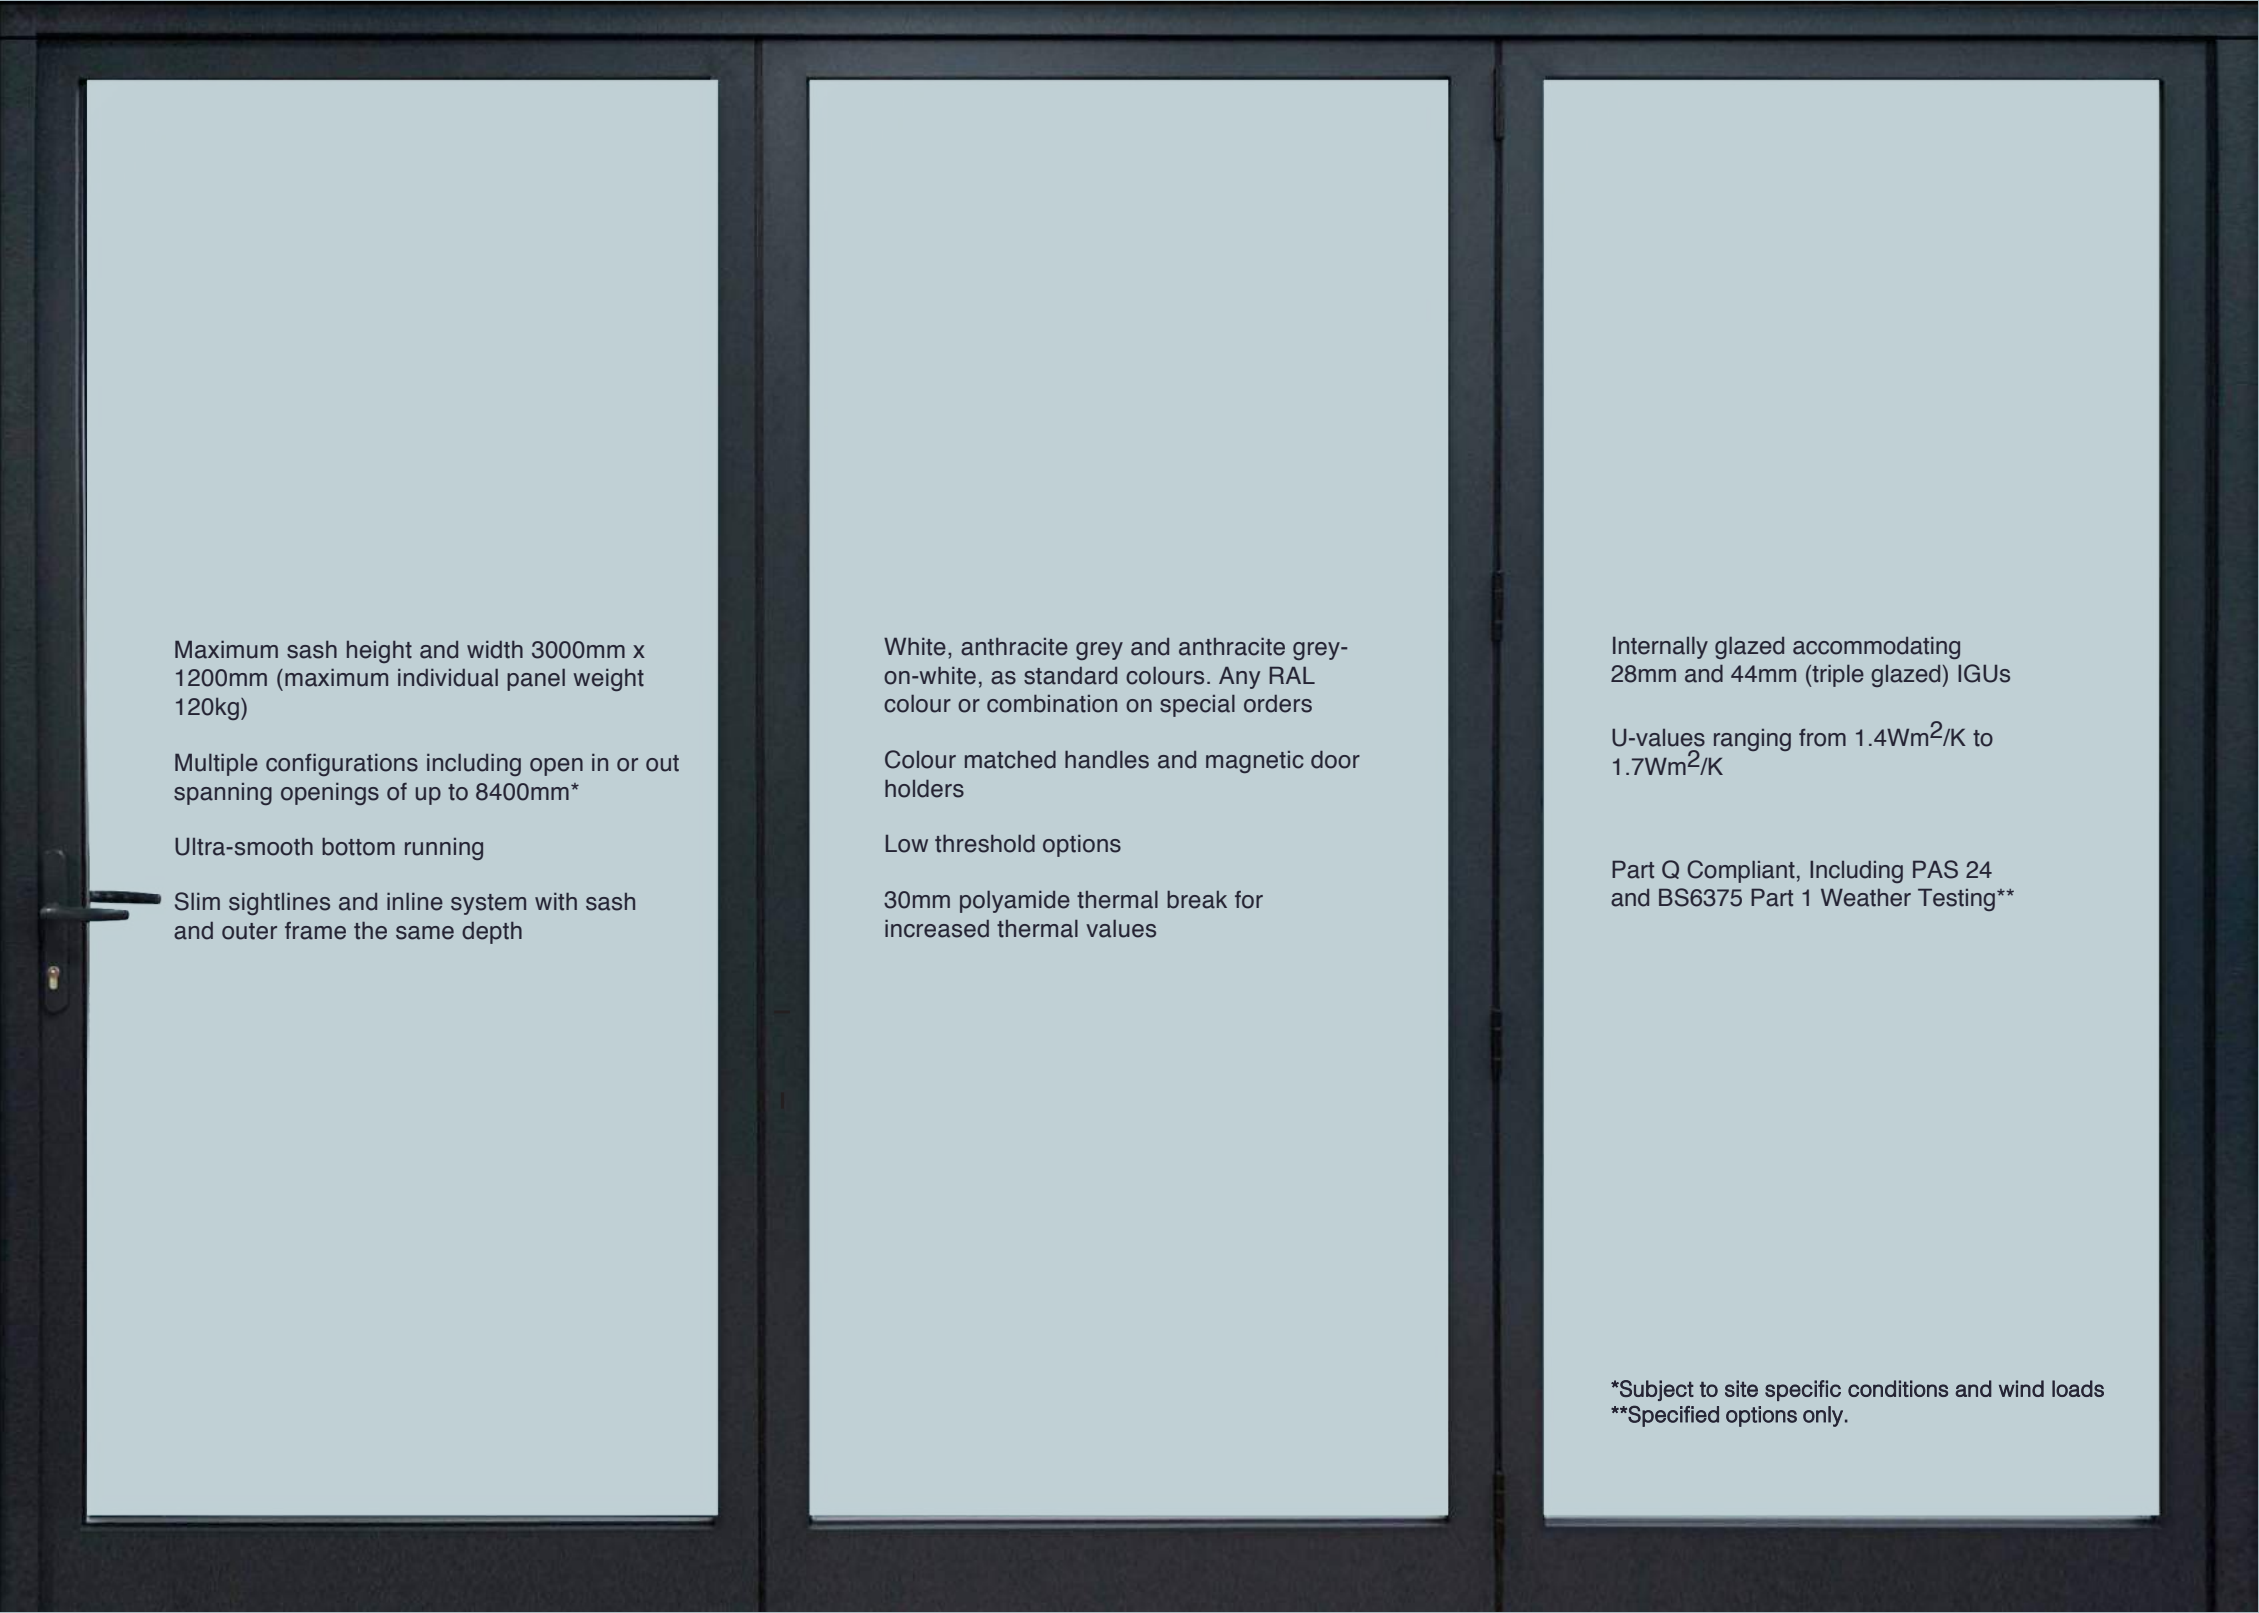 Maximum sash height and width 3000mm x
1200mm (maximum individual panel weight
120kg)
Multiple configurations including open in or out
spanning openings of up to 8400mm*
Ultra-smooth bottom running
Slim sightlines and inline system with sash
and outer frame the same depth
White, anthracite grey and anthracite grey-
on-white, as standard colours. Any RAL
colour or combination on special orders
Colour matched handles and magnetic door
holders
Low threshold options
30mm polyamide thermal break for
increased thermal values
Internally glazed accommodating
28mm and 44mm (triple glazed) IGUs
U-values ranging from 1.4Wm²/K to
1.7Wm²/K
Part Q Compliant, Including PAS 24
and BS6375 Part 1 Weather Testing**
*Subject to site specific conditions and wind loads
**Specified options only.